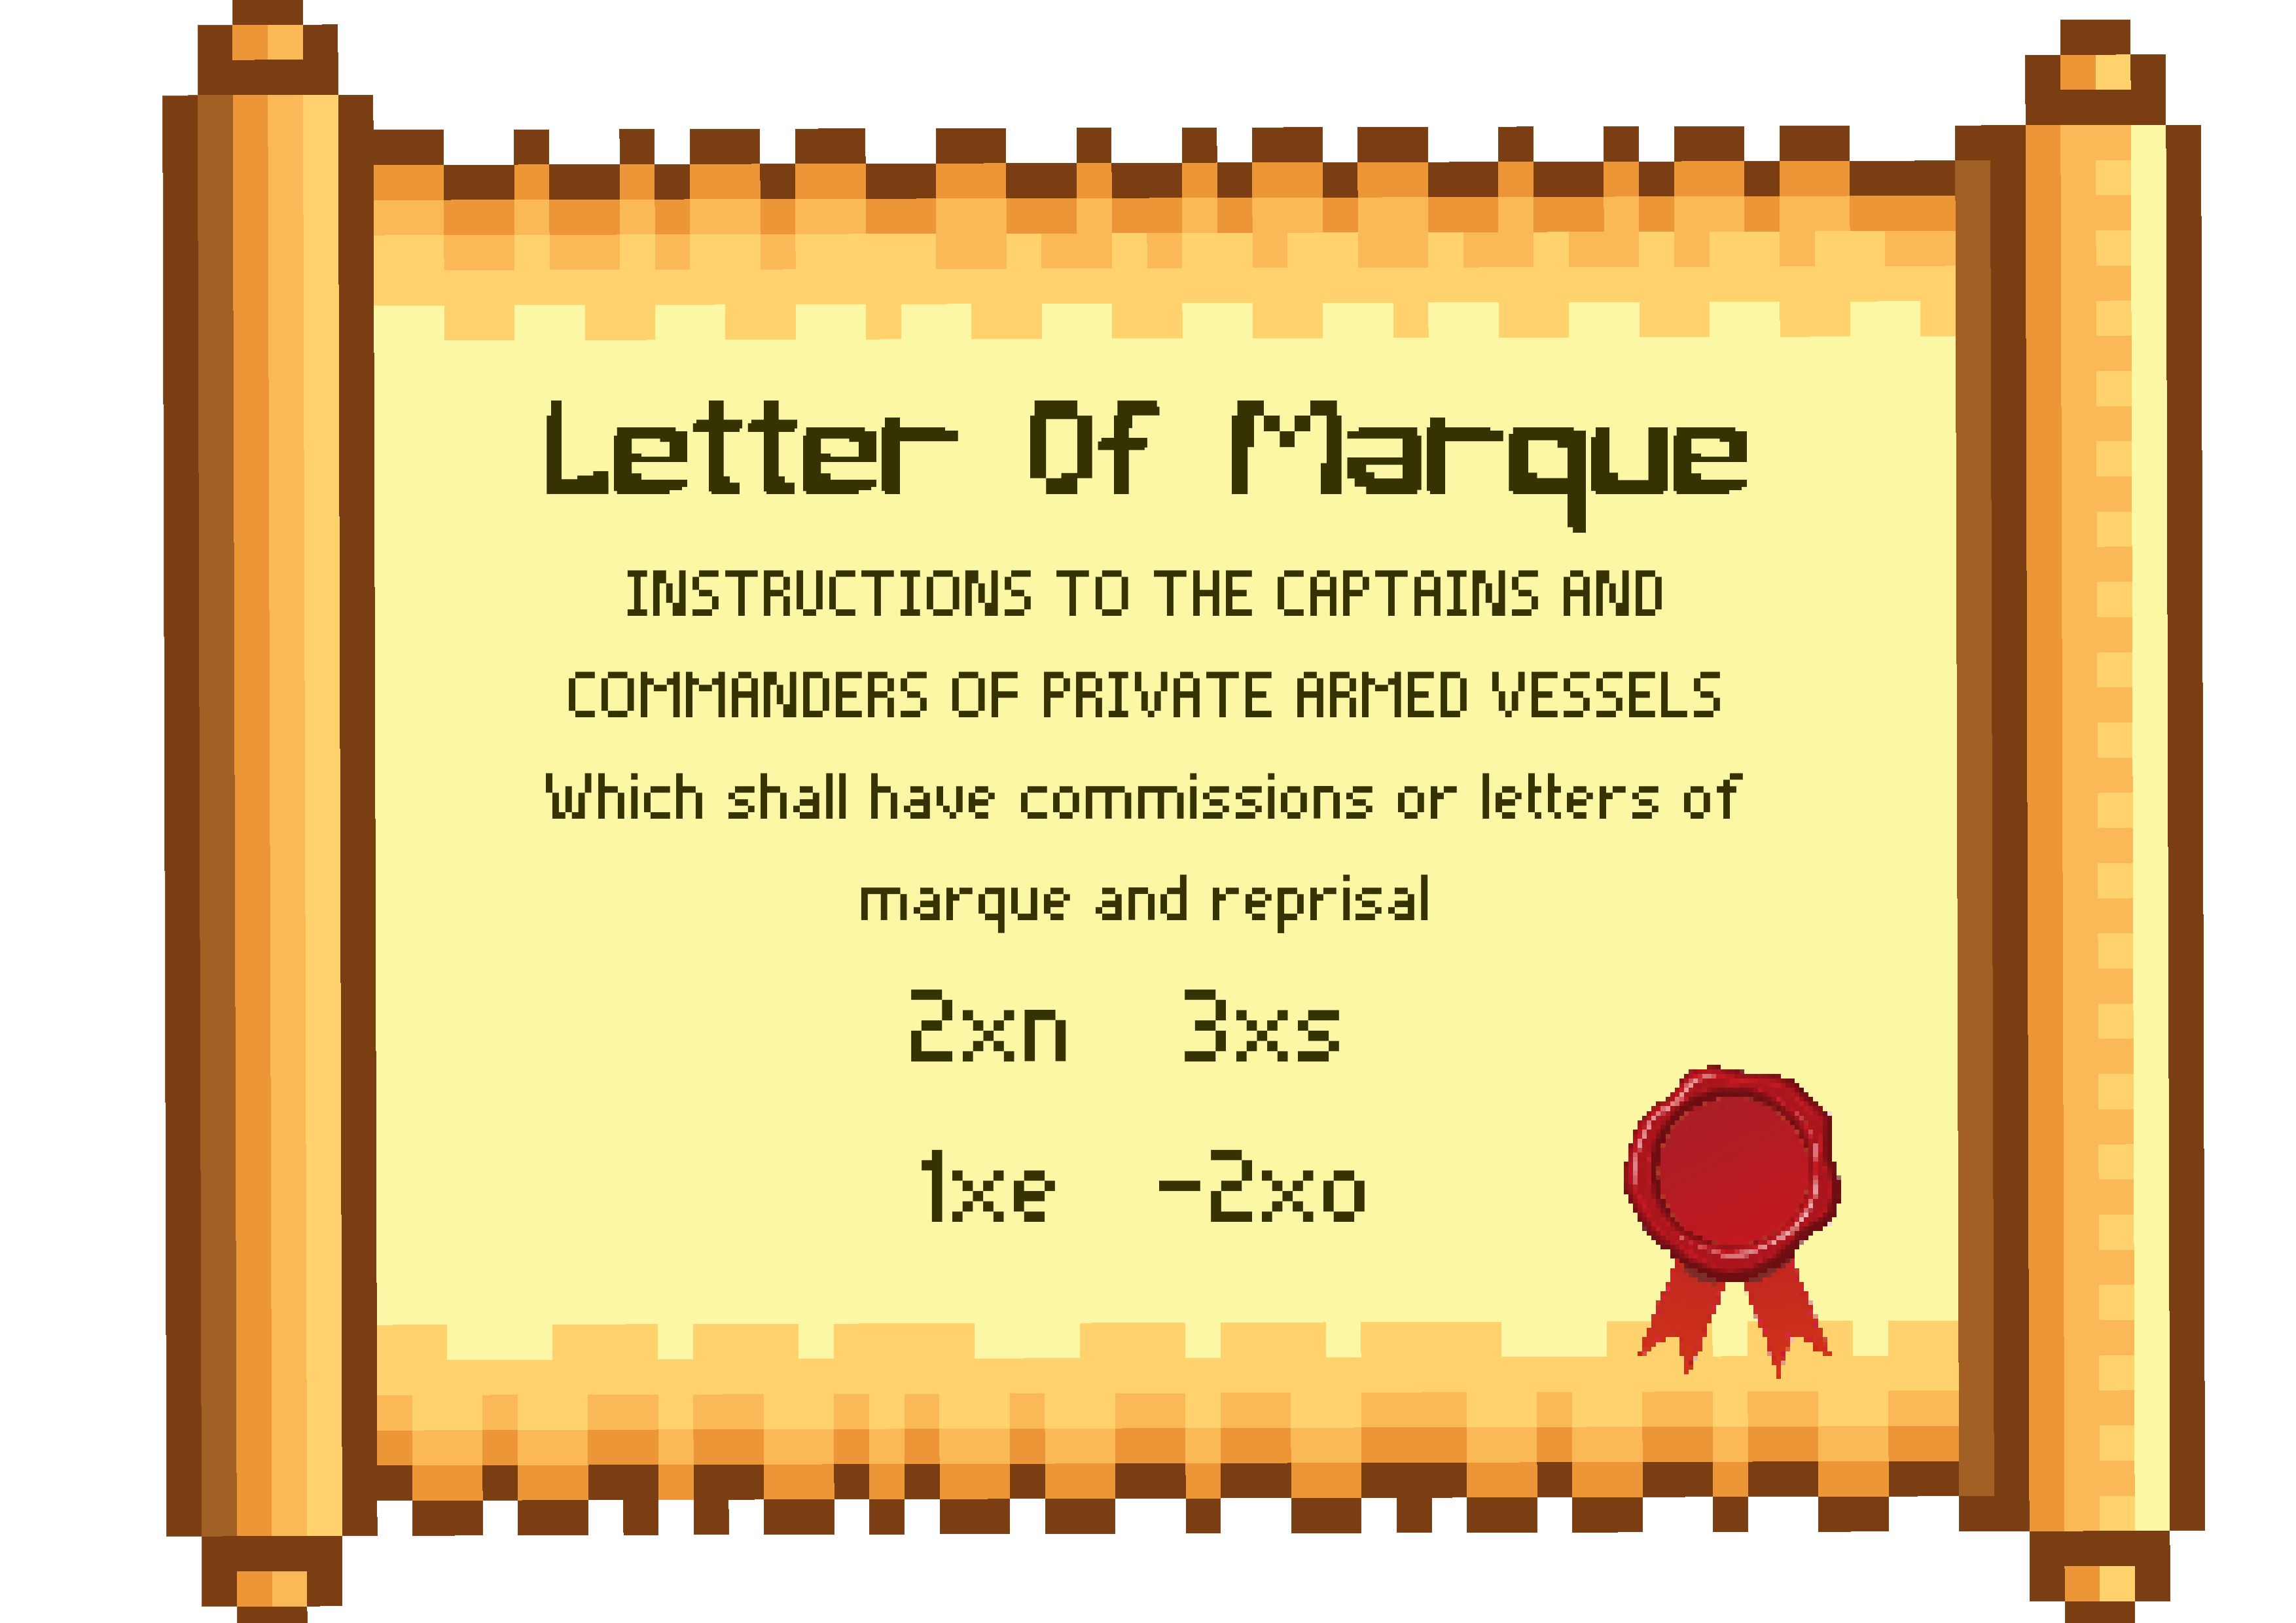 Letter Of Marque
INSTRUCTIONS TO THE CAPTAINS AND
COMMANDERS OF PRIVATE ARMED VESSELS
Which shall have commissions or letters of
marque and reprisal
2xn 3xs
1xe -2xo